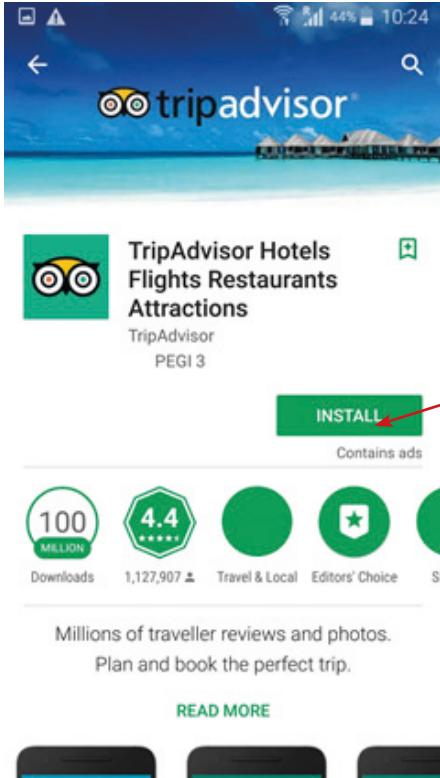 44% 10:24
tripadvisor®
TripAdvisor Hotels
Flights Restaurants
Attractions
TripAdvisor
PEGI 3
INSTALL
Contains ads
100
MILLION
4.4
Downloads
1,127,907
Travel & Local
Editors' Choice
S
Millions of traveller reviews and photos.
Plan and book the perfect trip.
READ MORE